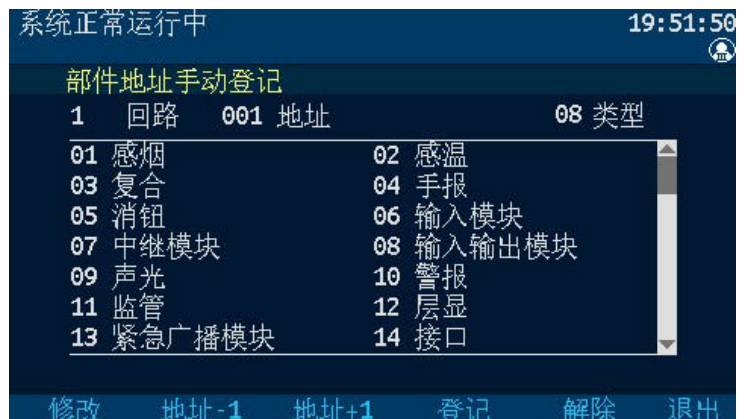 系统正常运行中 19:51:50
部件地址手动登记
1 回路 001 地址 08 类型
01 感烟 02 感温
03 复合 04 手报
05 消钮 06 输入模块
07 中继模块 08 输入输出模块
09 声光 10 警报
11 监管 12 层显
13 紧急广播模块 14 接口
修改 地址-1 地址+1 登记 解除 退出